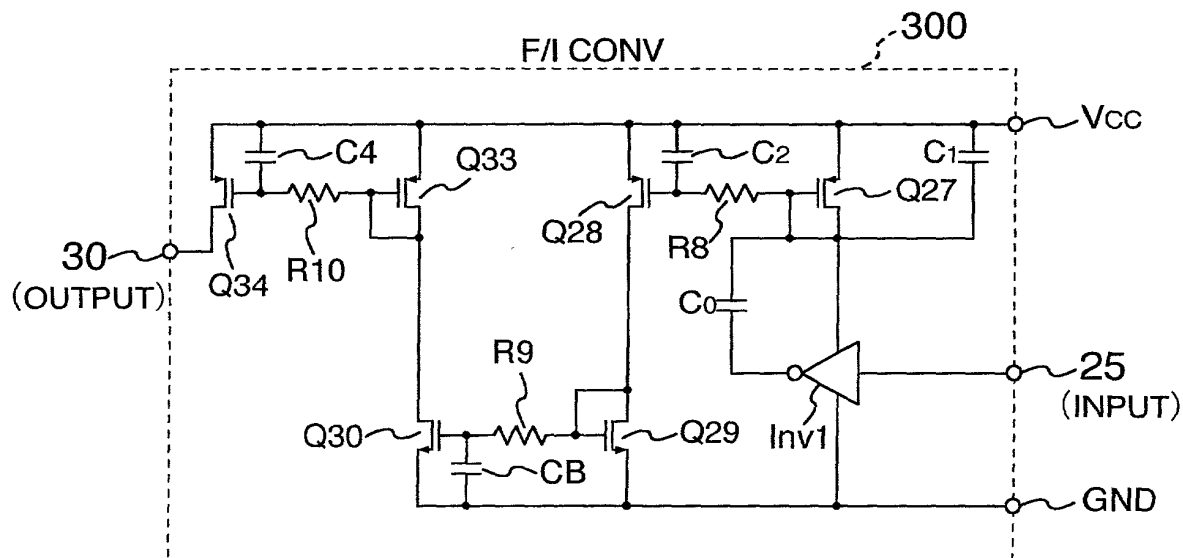 F/I CONV
300
VCC
C4
Q33
C2
C1
Q27
Q28
R8
30
(OUTPUT)
Q34
R10
C0
R9
25
(INPUT)
Inv1
Q30
Q29
CB
GND